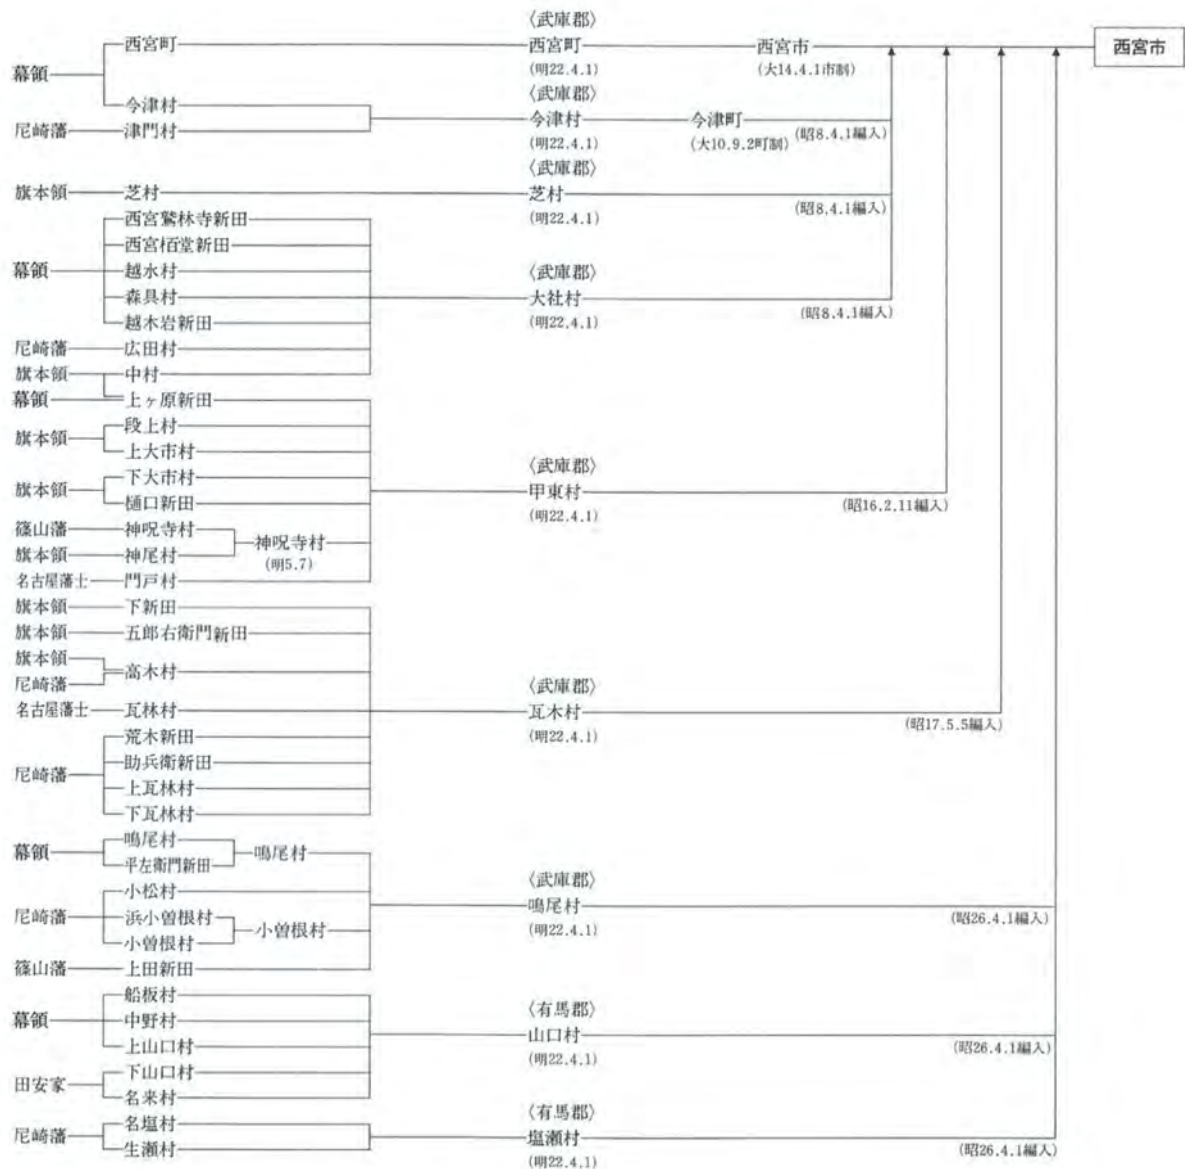 〈武庫郡〉
西宮町 西宮町 西宮市 西宮市
(明22.4.1) (大14.4.1市制)
幕領
〈武庫郡〉
今津村 今津村 今津町
尼崎藩 津門村 (明22.4.1) (大10.9.2町制) (昭8.4.1編入)
〈武庫郡〉
旗本領 芝村 芝村
(明22.4.1) (昭8.4.1編入)
西宮鷲林寺新田
西宮栢堂新田
幕領 越水村 〈武庫郡〉
森具村 大社村
越木岩新田 (明22.4.1) (昭8.4.1編入)
尼崎藩 広田村
旗本領 中村
幕領 上ヶ原新田
段上村
旗本領
上大市村
下大市村 〈武庫郡〉
旗本領 甲東村
樋口新田 (明22.4.1) (昭16.2.11編入)
篠山藩 神呪寺村
神呪寺村
旗本領 神尾村 (明5.7)
名古屋藩士 門戸村
旗本領 下新田
旗本領 五郎右衛門新田
旗本領
高木村
尼崎藩 〈武庫郡〉
名古屋藩士 瓦林村 瓦木村
荒木新田 (明22.4.1) (昭17.5.5編入)
助兵衛新田
尼崎藩
上瓦林村
下瓦林村
鳴尾村
幕領 鳴尾村
平左衛門新田
小松村 〈武庫郡〉
尼崎藩 浜小曽根村 鳴尾村
小曽根村 (明22.4.1) (昭26.4.1編入)
小曽根村
篠山藩 上田新田
船板村
幕領 中野村 〈有馬郡〉
上山口村 山口村
(明22.4.1) (昭26.4.1編入)
下山口村
田安家
名来村
名塩村 〈有馬郡〉
尼崎藩 塩瀬村
生瀬村 (明22.4.1) (昭26.4.1編入)